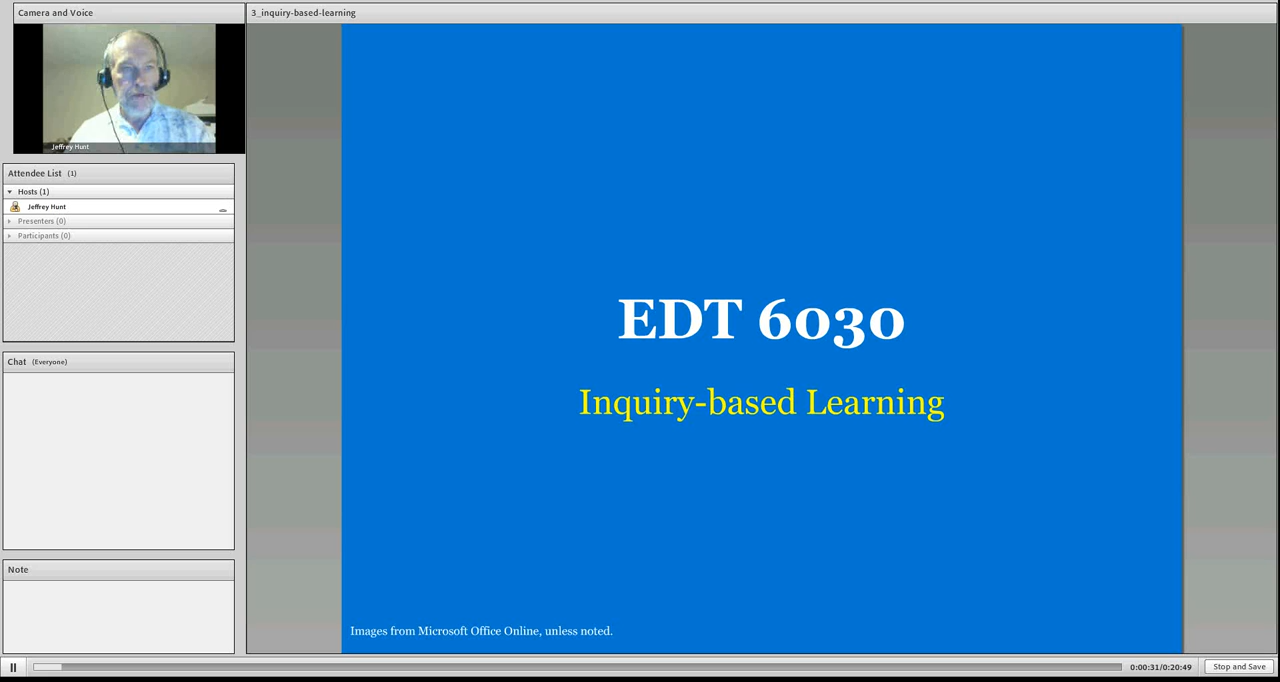 Camera and Voice
Jeffrey Hunt
Attendee List (1)
Hosts (1)
Jeffrey Hunt
Presenters (0)
Participants (0)
Chat (Everyone)
Note
3_inquiry-based-learning
EDT 6030
Inquiry-based Learning
Images from Microsoft Office Online, unless noted.
0:00:31/0:20:49
Stop and Save